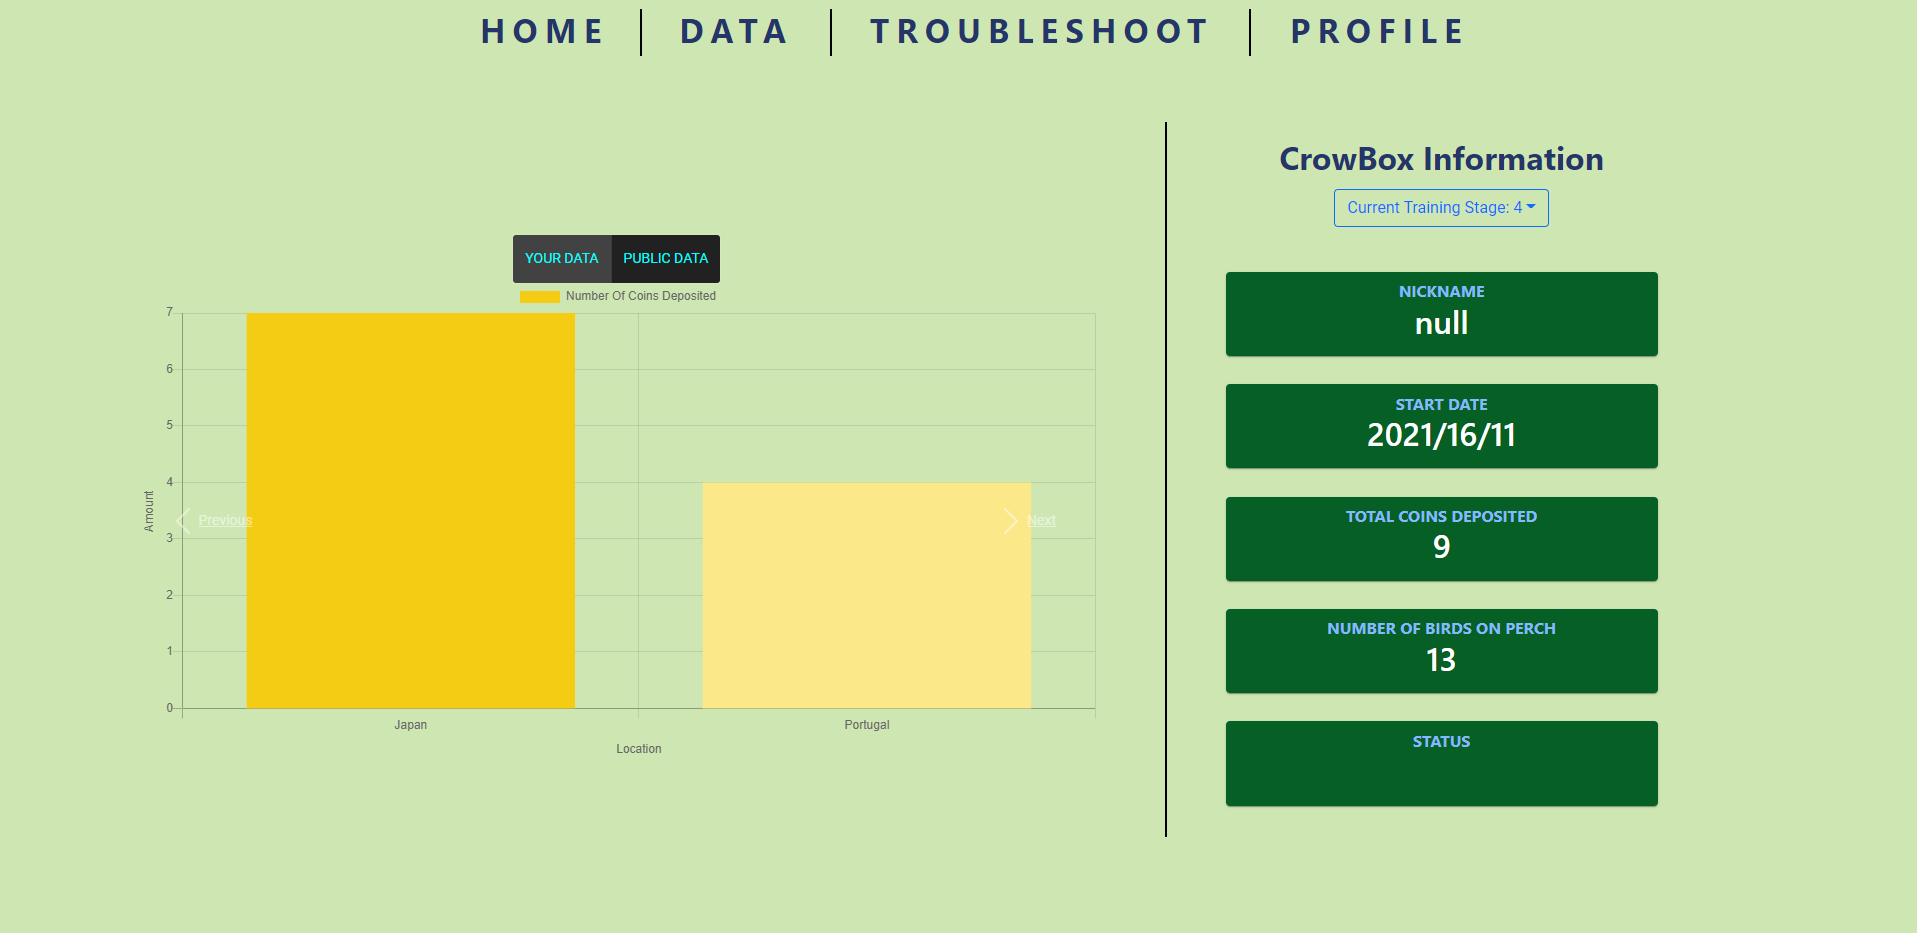 HOME
DATA
TROUBLESHOOT
PROFILE
YOUR DATA
PUBLIC DATA
Number Of Coins Deposited
7
6
5
4
3
2
1
0
Amount
Previous
Next
Japan
Portugal
Location
CrowBox Information
Current Training Stage: 4
NICKNAME
null
START DATE
2021/16/11
TOTAL COINS DEPOSITED
9
NUMBER OF BIRDS ON PERCH
13
STATUS